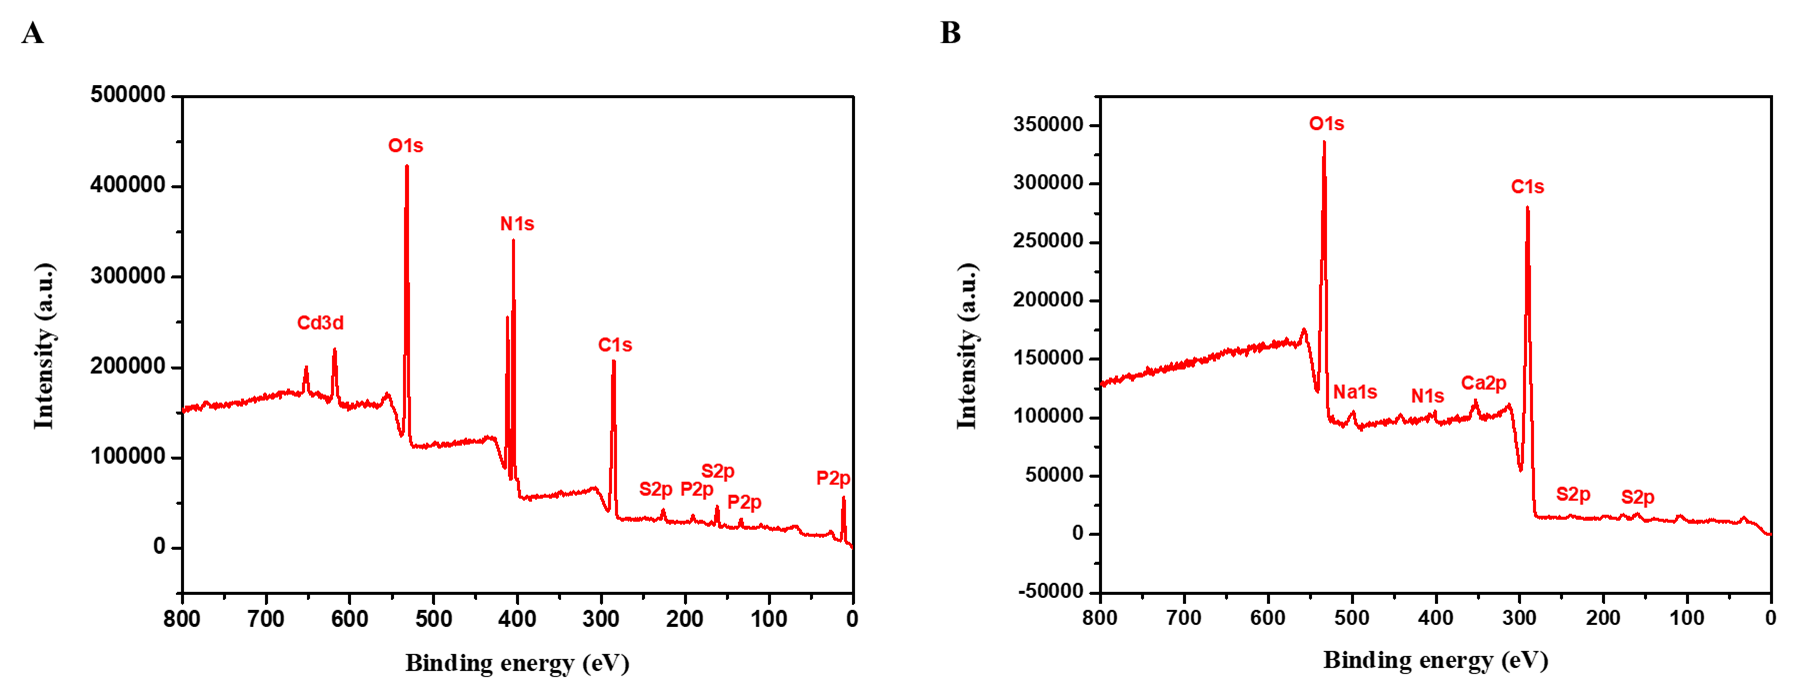 A
500000
400000
300000
200000
100000
0
Intensity (a.u.)
Cd3d
O1s
N1s
C1s
S2p
P2p
S2p
P2p
P2p
800 700 600 500 400 300 200 100 0
Binding energy (eV)
B
350000
300000
250000
200000
150000
100000
50000
0
-50000
Intensity (a.u.)
O1s
Na1s
N1s
Ca2p
C1s
S2p
S2p
800 700 600 500 400 300 200 100 0
Binding energy (eV)